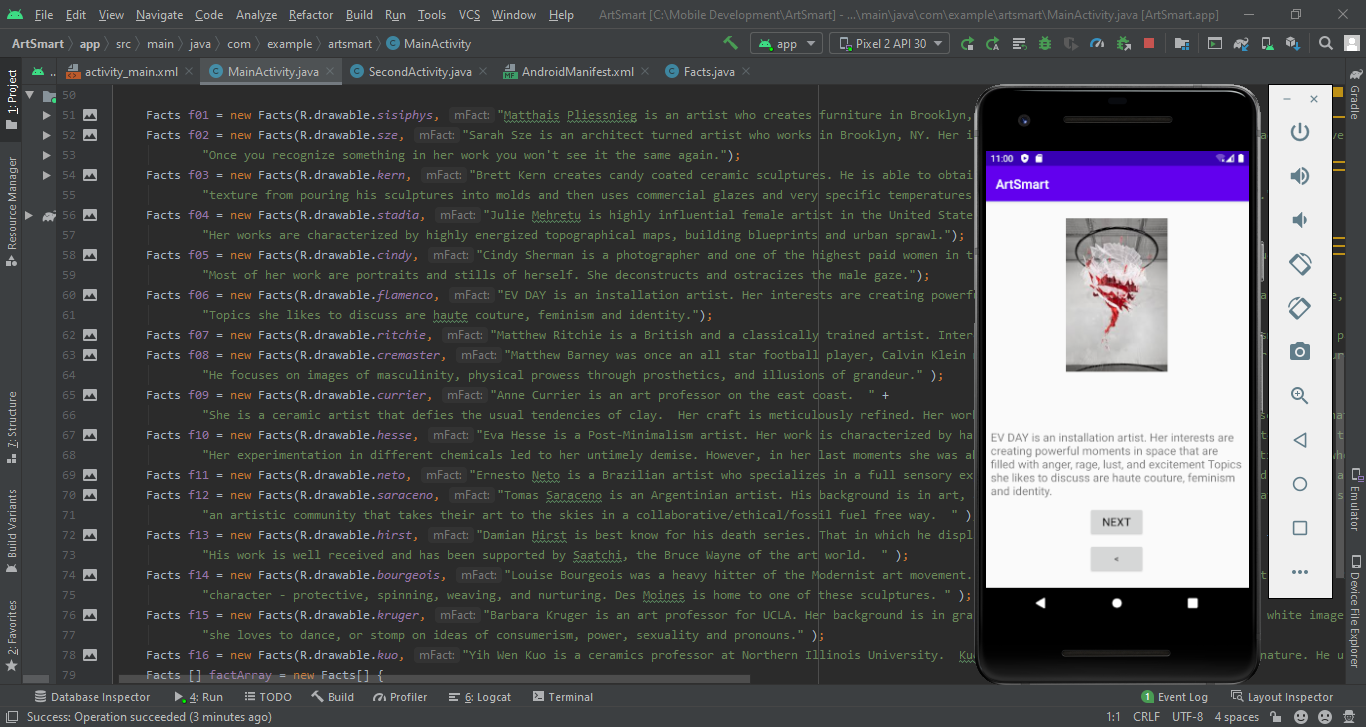 File Edit View Navigate Code Analyze Refactor Build Run Tools VCS Window Help ArtSmart [C:\Mobile Development\ArtSmart] - ...\main\java\com\example\artsmart\MainActivity.java [ArtSmart.app]
ArtSmart app src main java com example artsmart MainActivity app Pixel 2 API 30
.. activity_main.xml MainActivity.java SecondActivity.java AndroidManifest.xml Facts.java
1: Project
Resource Manager
7: Structure
Build Variants
2: Favorites
50
51 Facts f01 = new Facts(R.drawable.sisiphys, mFact: "Matthais Pliessnieg is an artist who creates furniture in Brooklyn,
52 Facts f02 = new Facts(R.drawable.sze, mFact: "Sarah Sze is an architect turned artist who works in Brooklyn, NY. Her i
53 "Once you recognize something in her work you won't see it the same again.");
54 Facts f03 = new Facts(R.drawable.kern, mFact: "Brett Kern creates candy coated ceramic sculptures. He is able to obtai
55 "texture from pouring his sculptures into molds and then uses commercial glazes and very specific temperatures
56 Facts f04 = new Facts(R.drawable.stadia, mFact: "Julie Mehretu is highly influential female artist in the United State
57 "Her works are characterized by highly energized topographical maps, building blueprints and urban sprawl.");
58 Facts f05 = new Facts(R.drawable.cindy, mFact: "Cindy Sherman is a photographer and one of the highest paid women in t
59 "Most of her work are portraits and stills of herself. She deconstructs and ostracizes the male gaze.");
60 Facts f06 = new Facts(R.drawable.flamenco, mFact: "EV DAY is an installation artist. Her interests are creating powerf
61 "Topics she likes to discuss are haute couture, feminism and identity.");
62 Facts f07 = new Facts(R.drawable.ritchie, mFact: "Matthew Ritchie is a British and a classically trained artist. Inter
63 Facts f08 = new Facts(R.drawable.cremaster, mFact: "Matthew Barney was once an all star football player, Calvin Klein
64 "He focuses on images of masculinity, physical prowess through prosthetics, and illusions of grandeur." );
65 Facts f09 = new Facts(R.drawable.currier, mFact: "Anne Currier is an art professor on the east coast. " +
66 "She is a ceramic artist that defies the usual tendencies of clay. Her craft is meticulously refined. Her wor
67 Facts f10 = new Facts(R.drawable.hesse, mFact: "Eva Hesse is a Post-Minimalism artist. Her work is characterized by ha
68 "Her experimentation in different chemicals led to her untimely demise. However, in her last moments she was a
69 Facts f11 = new Facts(R.drawable.neto, mFact: "Ernesto Neto is a Brazilian artist who specializes in a full sensory ex
70 Facts f12 = new Facts(R.drawable.saraceno, mFact: "Tomas Saraceno is an Argentinian artist. His background is in art,
71 "an artistic community that takes their art to the skies in a collaborative/ethical/fossil fuel free way. " )
72 Facts f13 = new Facts(R.drawable.hirst, mFact: "Damian Hirst is best know for his death series. That in which he displ
73 "His work is well received and has been supported by Saatchi, the Bruce Wayne of the art world. " );
74 Facts f14 = new Facts(R.drawable.bourgeois, mFact: "Louise Bourgeois was a heavy hitter of the Modernist art movement.
75 "character - protective, spinning, weaving, and nurturing. Des Moines is home to one of these sculptures. " );
76 Facts f15 = new Facts(R.drawable.kruger, mFact: "Barbara Kruger is an art professor for UCLA. Her background is in gra white image
77 "she loves to dance, or stomp on ideas of consumerism, power, sexuality and pronouns." );
78 Facts f16 = new Facts(R.drawable.kuo, mFact: "Yih Wen Kuo is a ceramics professor at Northern Illinois University. Kuo nature. He u
79 Facts [] factArray = new Facts[] {
11:00
ArtSmart
EV DAY is an installation artist. Her interests are
creating powerful moments in space that are
filled with anger, rage, lust, and excitement Topics
she likes to discuss are haute couture, feminism
and identity.
NEXT
<
Gradle
Emulator
Device File Explorer
Database Inspector 4: Run TODO Build Profiler 6: Logcat Terminal 1 Event Log Layout Inspector
Success: Operation succeeded (3 minutes ago) 1:1 CRLF UTF-8 4 spaces